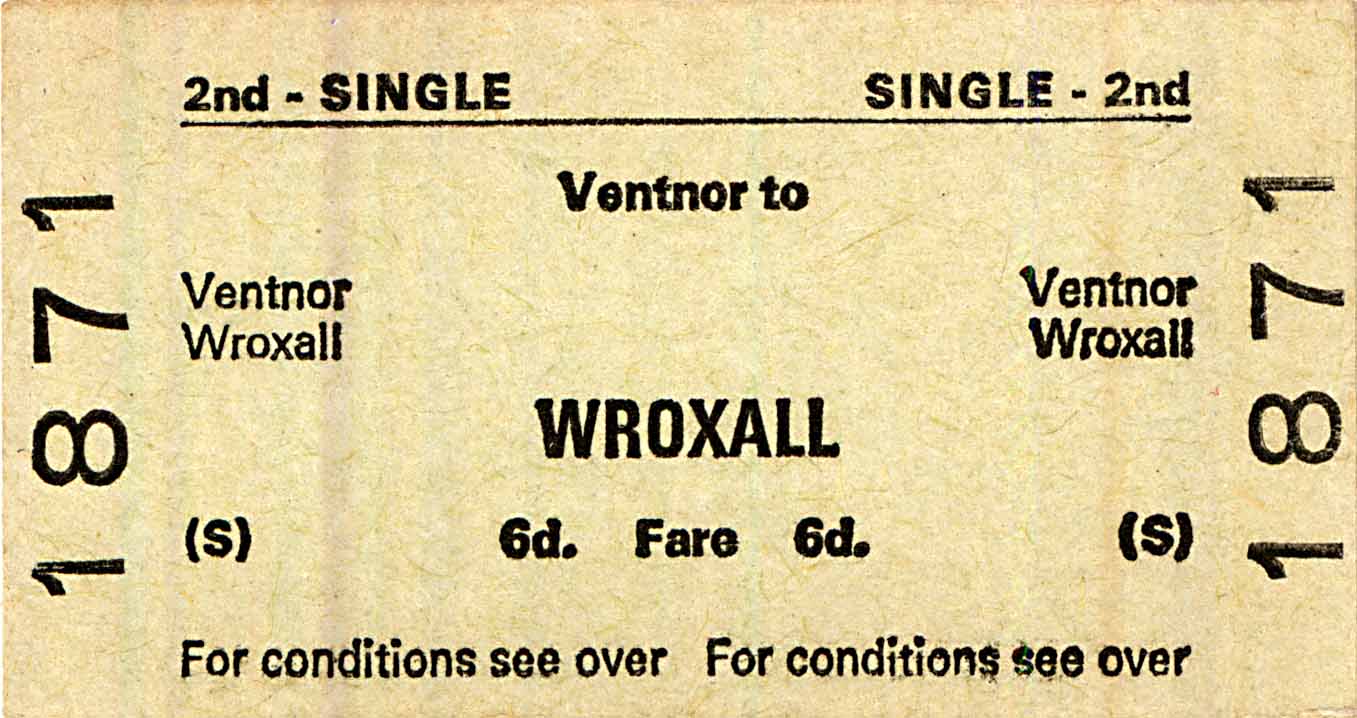 2nd - SINGLE SINGLE - 2nd
Ventnor to
Ventnor Ventnor
Wroxall Wroxall
WROXALL
(S) 6d. Fare 6d. (S)
For conditions see over For conditions see over
1871
1871